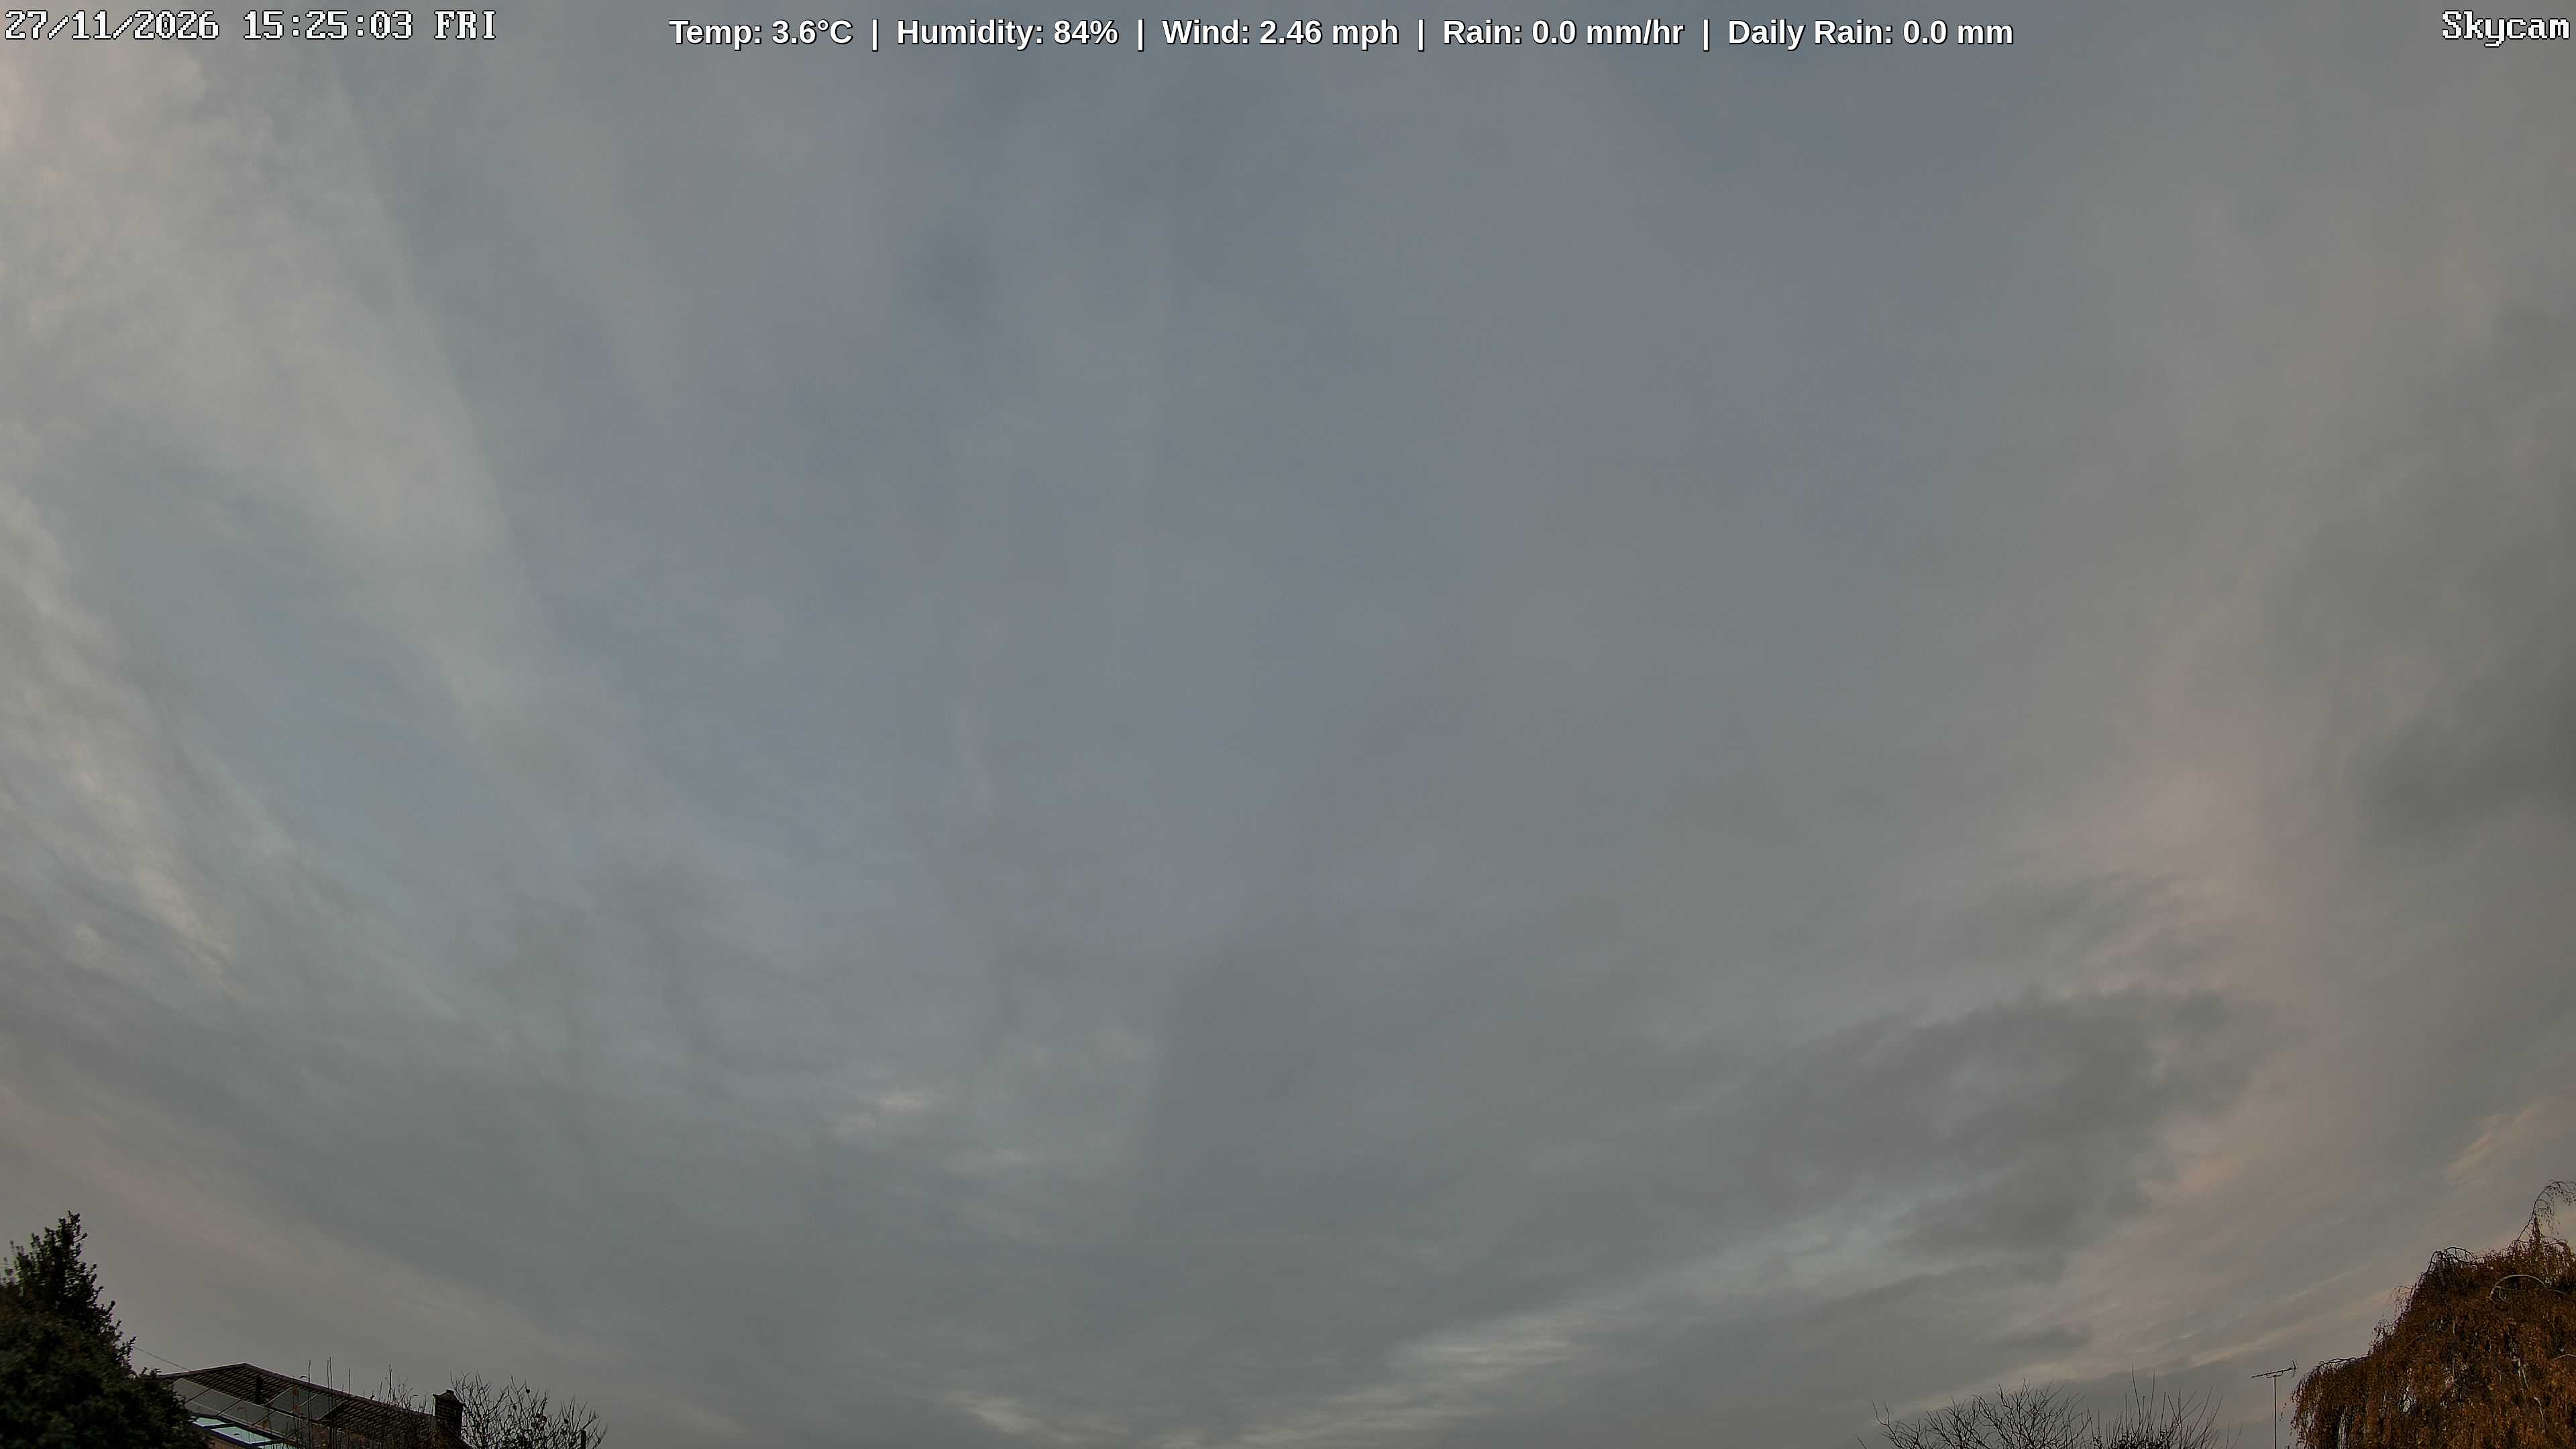 27/11/2026 15:25:03 FRI
Temp: 3.6°C | Humidity: 84% | Wind: 2.46 mph | Rain: 0.0 mm/hr | Daily Rain: 0.0 mm
Skycam